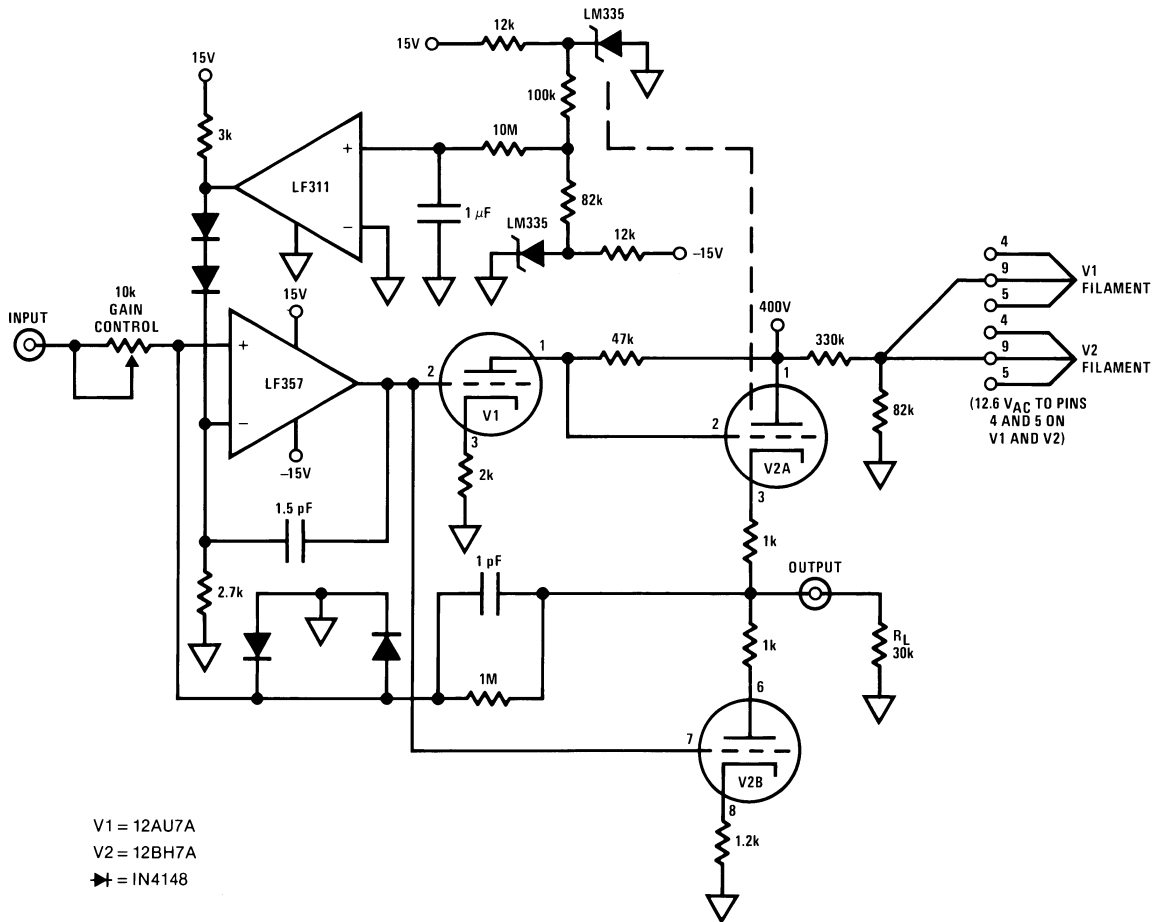 LM335
12k
15V
15V
100k
3k
10M
+
LF311
82k
1 µF
LM335
12k
–
–15V
4
V1
FILAMENT
9
5
10k
GAIN
CONTROL
15V
400V
4
V2
FILAMENT
9
5
INPUT
47k
330k
+
1
1
LF357
2
(12.6 VAC TO PINS
4 AND 5 ON
V1 AND V2)
V1
82k
–
2
3
V2A
–15V
2k
3
1.5 pF
1k
1 pF
OUTPUT
2.7k
1k
RL
30k
1M
6
7
V2B
8
V1 = 12AU7A
1.2k
V2 = 12BH7A
= IN4148